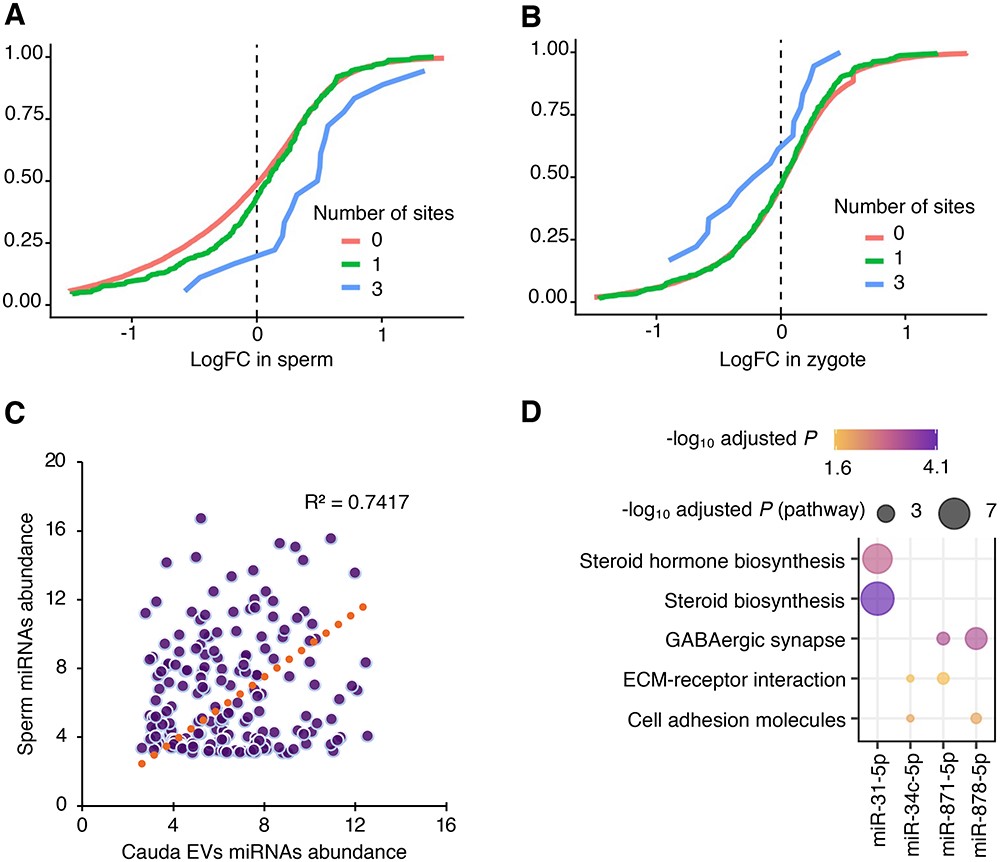 A
1.00
0.75
0.50
0.25
0.00
-1
0
1
LogFC in sperm
Number of sites
0
1
3
B
1.00
0.75
0.50
0.25
0.00
-1
0
1
LogFC in zygote
Number of sites
0
1
3
C
20
16
12
8
4
0
0
4
8
12
16
R² = 0.7417
Sperm miRNAs abundance
Cauda EVs miRNAs abundance
D
-log₁₀ adjusted P
1.6
4.1
-log₁₀ adjusted P (pathway)
3
7
Steroid hormone biosynthesis
Steroid biosynthesis
GABAergic synapse
ECM-receptor interaction
Cell adhesion molecules
miR-31-5p
miR-34c-5p
miR-871-5p
miR-878-5p